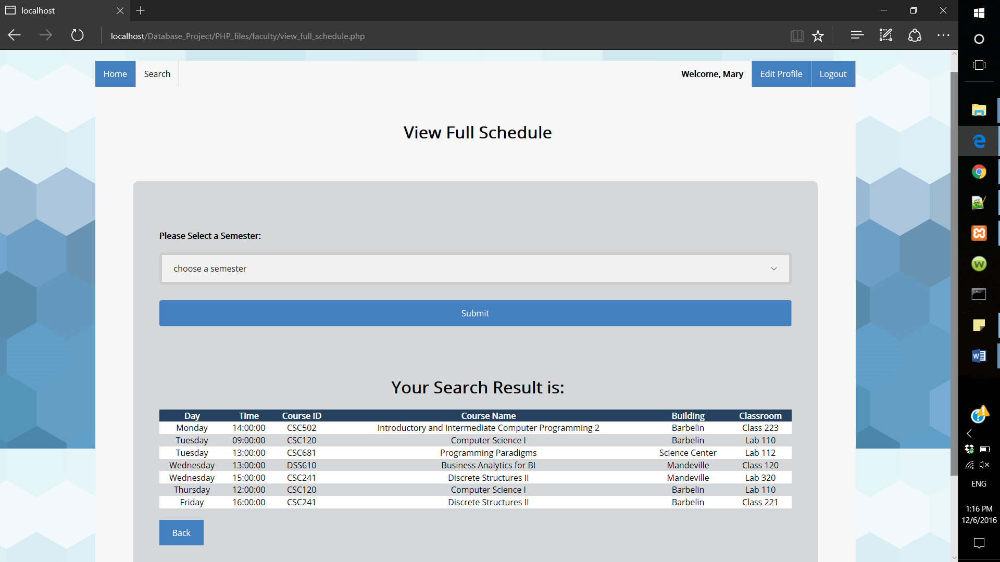 localhost
localhost/Database_Project/PHP_files/faculty/view_full_schedule.php
Home Search Welcome, Mary Edit Profile Logout
View Full Schedule
Please Select a Semester:
choose a semester
Submit
Your Search Result is:
Day Time Course ID Course Name Building Classroom
Monday 14:00:00 CSC502 Introductory and Intermediate Computer Programming 2 Barbelin Class 223
Tuesday 09:00:00 CSC120 Computer Science I Barbelin Lab 110
Tuesday 13:00:00 CSC681 Programming Paradigms Science Center Lab 112
Wednesday 13:00:00 DSS610 Business Analytics for BI Mandeville Class 120
Wednesday 15:00:00 CSC241 Discrete Structures II Mandeville Lab 320
Thursday 12:00:00 CSC120 Computer Science I Barbelin Lab 110
Friday 16:00:00 CSC241 Discrete Structures II Barbelin Class 221
Back
ENG
1:16 PM
12/6/2016